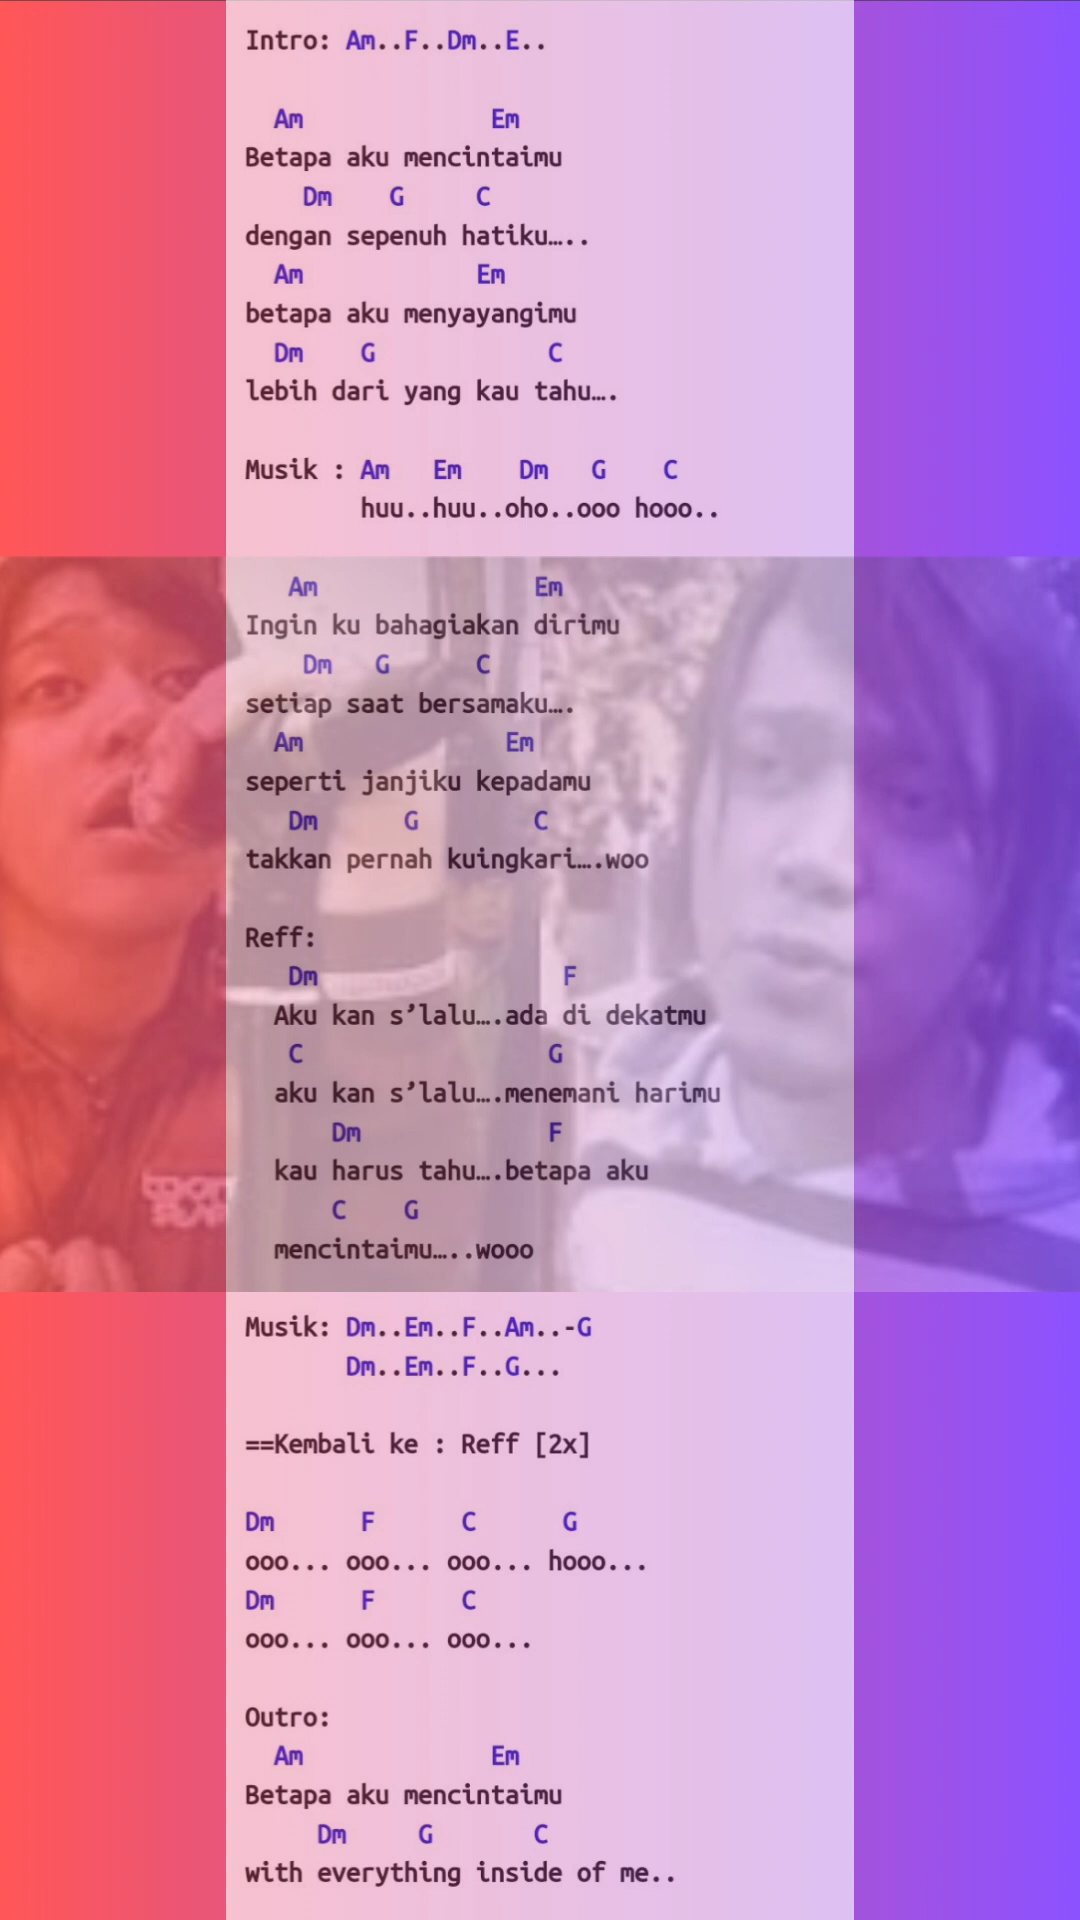 Intro: Am..F..Dm..E..
Am Em
Betapa aku mencintaimu
Dm G C
dengan sepenuh hatiku…..
Am Em
betapa aku menyayangimu
Dm G C
lebih dari yang kau tahu….
Musik : Am Em Dm G C
huu..huu..oho..ooo hooo..
Am Em
Ingin ku bahagiakan dirimu
Dm G C
setiap saat bersamaku….
Am Em
seperti janjiku kepadamu
Dm G C
takkan pernah kuingkari….woo
Reff:
Dm F
Aku kan s’lalu….ada di dekatmu
C G
aku kan s’lalu….menemani harimu
Dm F
kau harus tahu….betapa aku
C G
mencintaimu…..wooo
Musik: Dm..Em..F..Am..-G
Dm..Em..F..G...
==Kembali ke : Reff [2x]
Dm F C G
ooo... ooo... ooo... hooo...
Dm F C
ooo... ooo... ooo...
Outro:
Am Em
Betapa aku mencintaimu
Dm G C
with everything inside of me..